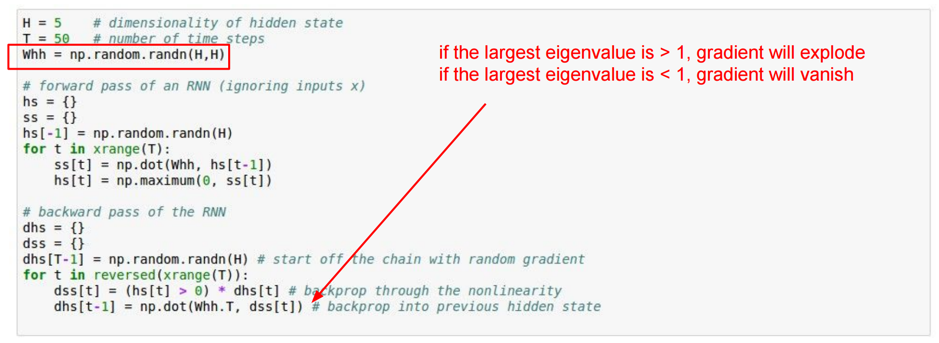 H = 5    # dimensionality of hidden state
T = 50   # number of time steps
Whh = np.random.randn(H,H)
if the largest eigenvalue is > 1, gradient will explode
if the largest eigenvalue is < 1, gradient will vanish
# forward pass of an RNN (ignoring inputs x)
hs = {}
ss = {}
hs[-1] = np.random.randn(H)
for t in xrange(T):
    ss[t] = np.dot(Whh, hs[t-1])
    hs[t] = np.maximum(0, ss[t])
# backward pass of the RNN
dhs = {}
dss = {}
dhs[T-1] = np.random.randn(H) # start off the chain with random gradient
for t in reversed(xrange(T)):
    dss[t] = (hs[t] > 0) * dhs[t] # backprop through the nonlinearity
    dhs[t-1] = np.dot(Whh.T, dss[t]) # backprop into previous hidden state